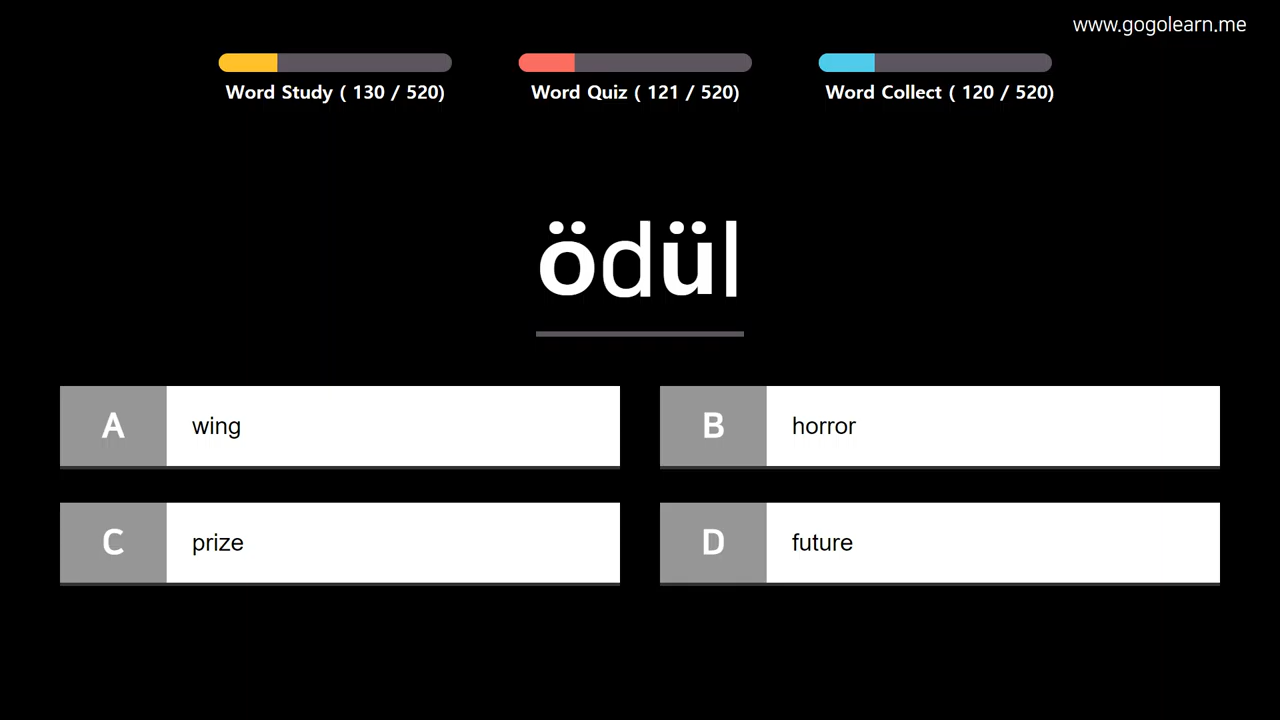 www.gogolearn.me
Word Study ( 130 / 520)
Word Quiz ( 121 / 520)
Word Collect ( 120 / 520)
ödül
A wing
B horror
C prize
D future